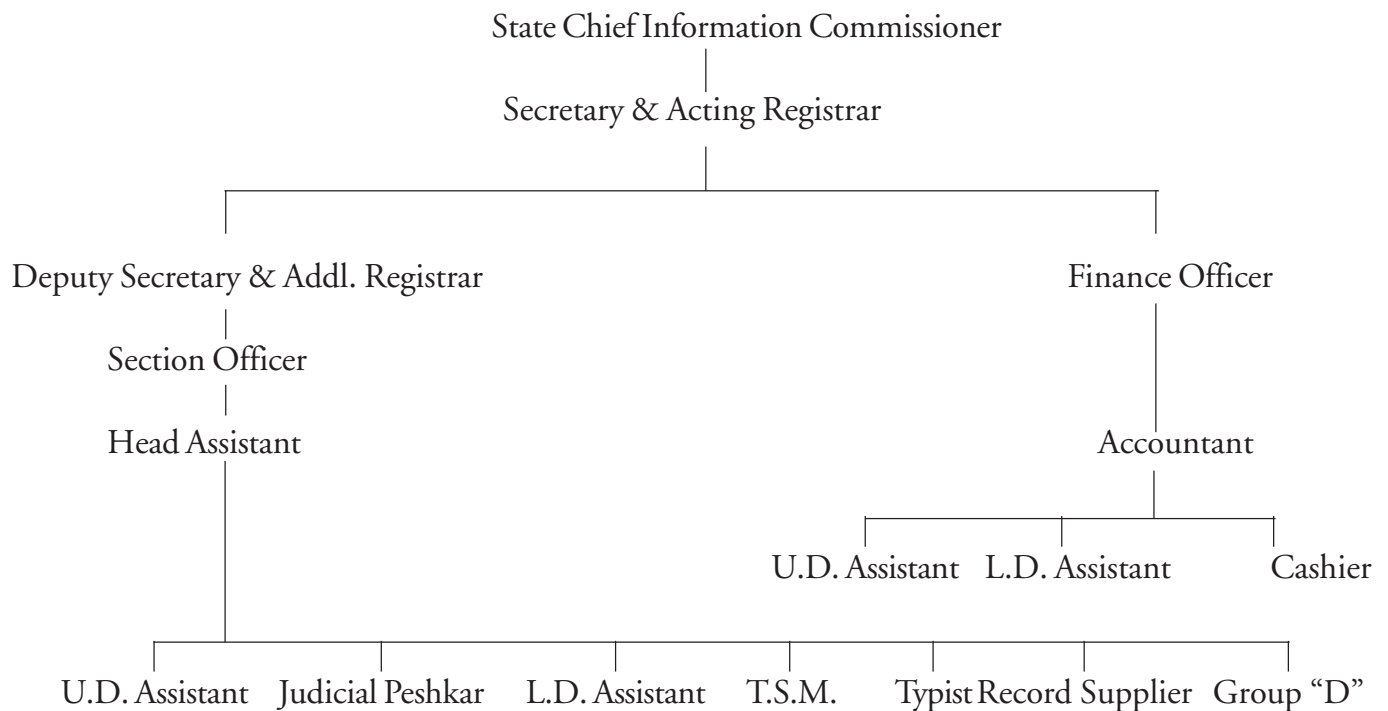 State Chief Information Commissioner
Secretary & Acting Registrar
Deputy Secretary & Addl. Registrar
Finance Officer
Section Officer
Head Assistant
Accountant
U.D. Assistant
L.D. Assistant
Cashier
U.D. Assistant
Judicial Peshkar
L.D. Assistant
T.S.M.
Typist
Record Supplier
Group “D”